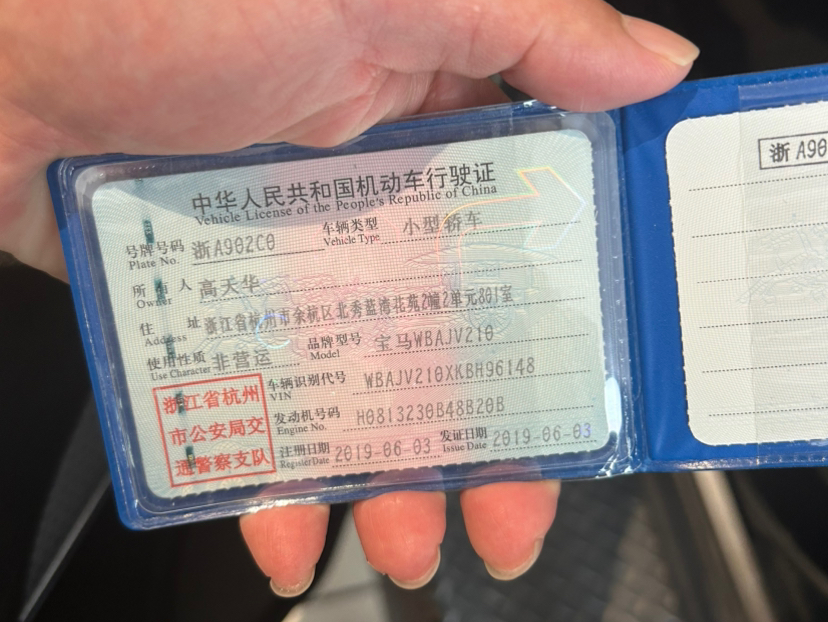 中华人民共和国机动车行驶证
Vehicle License of the People's Republic of China
号牌号码 Plate No. 浙A902C0 车辆类型 Vehicle Type 小型轿车
所有人 Owner 高天华
住址 Address 浙江省杭州市余杭区北秀蓝湾花苑2幢2单元801室
使用性质 Use Character 非营运 品牌型号 Model 宝马WBAJV210
车辆识别代号 VIN WBAJV210XKBH96148
发动机号码 Engine No. H0813230B48B20B
注册日期 Register Date 2019-06-03 发证日期 Issue Date 2019-06-03
浙江省杭州
市公安局交
通警察支队
浙A90